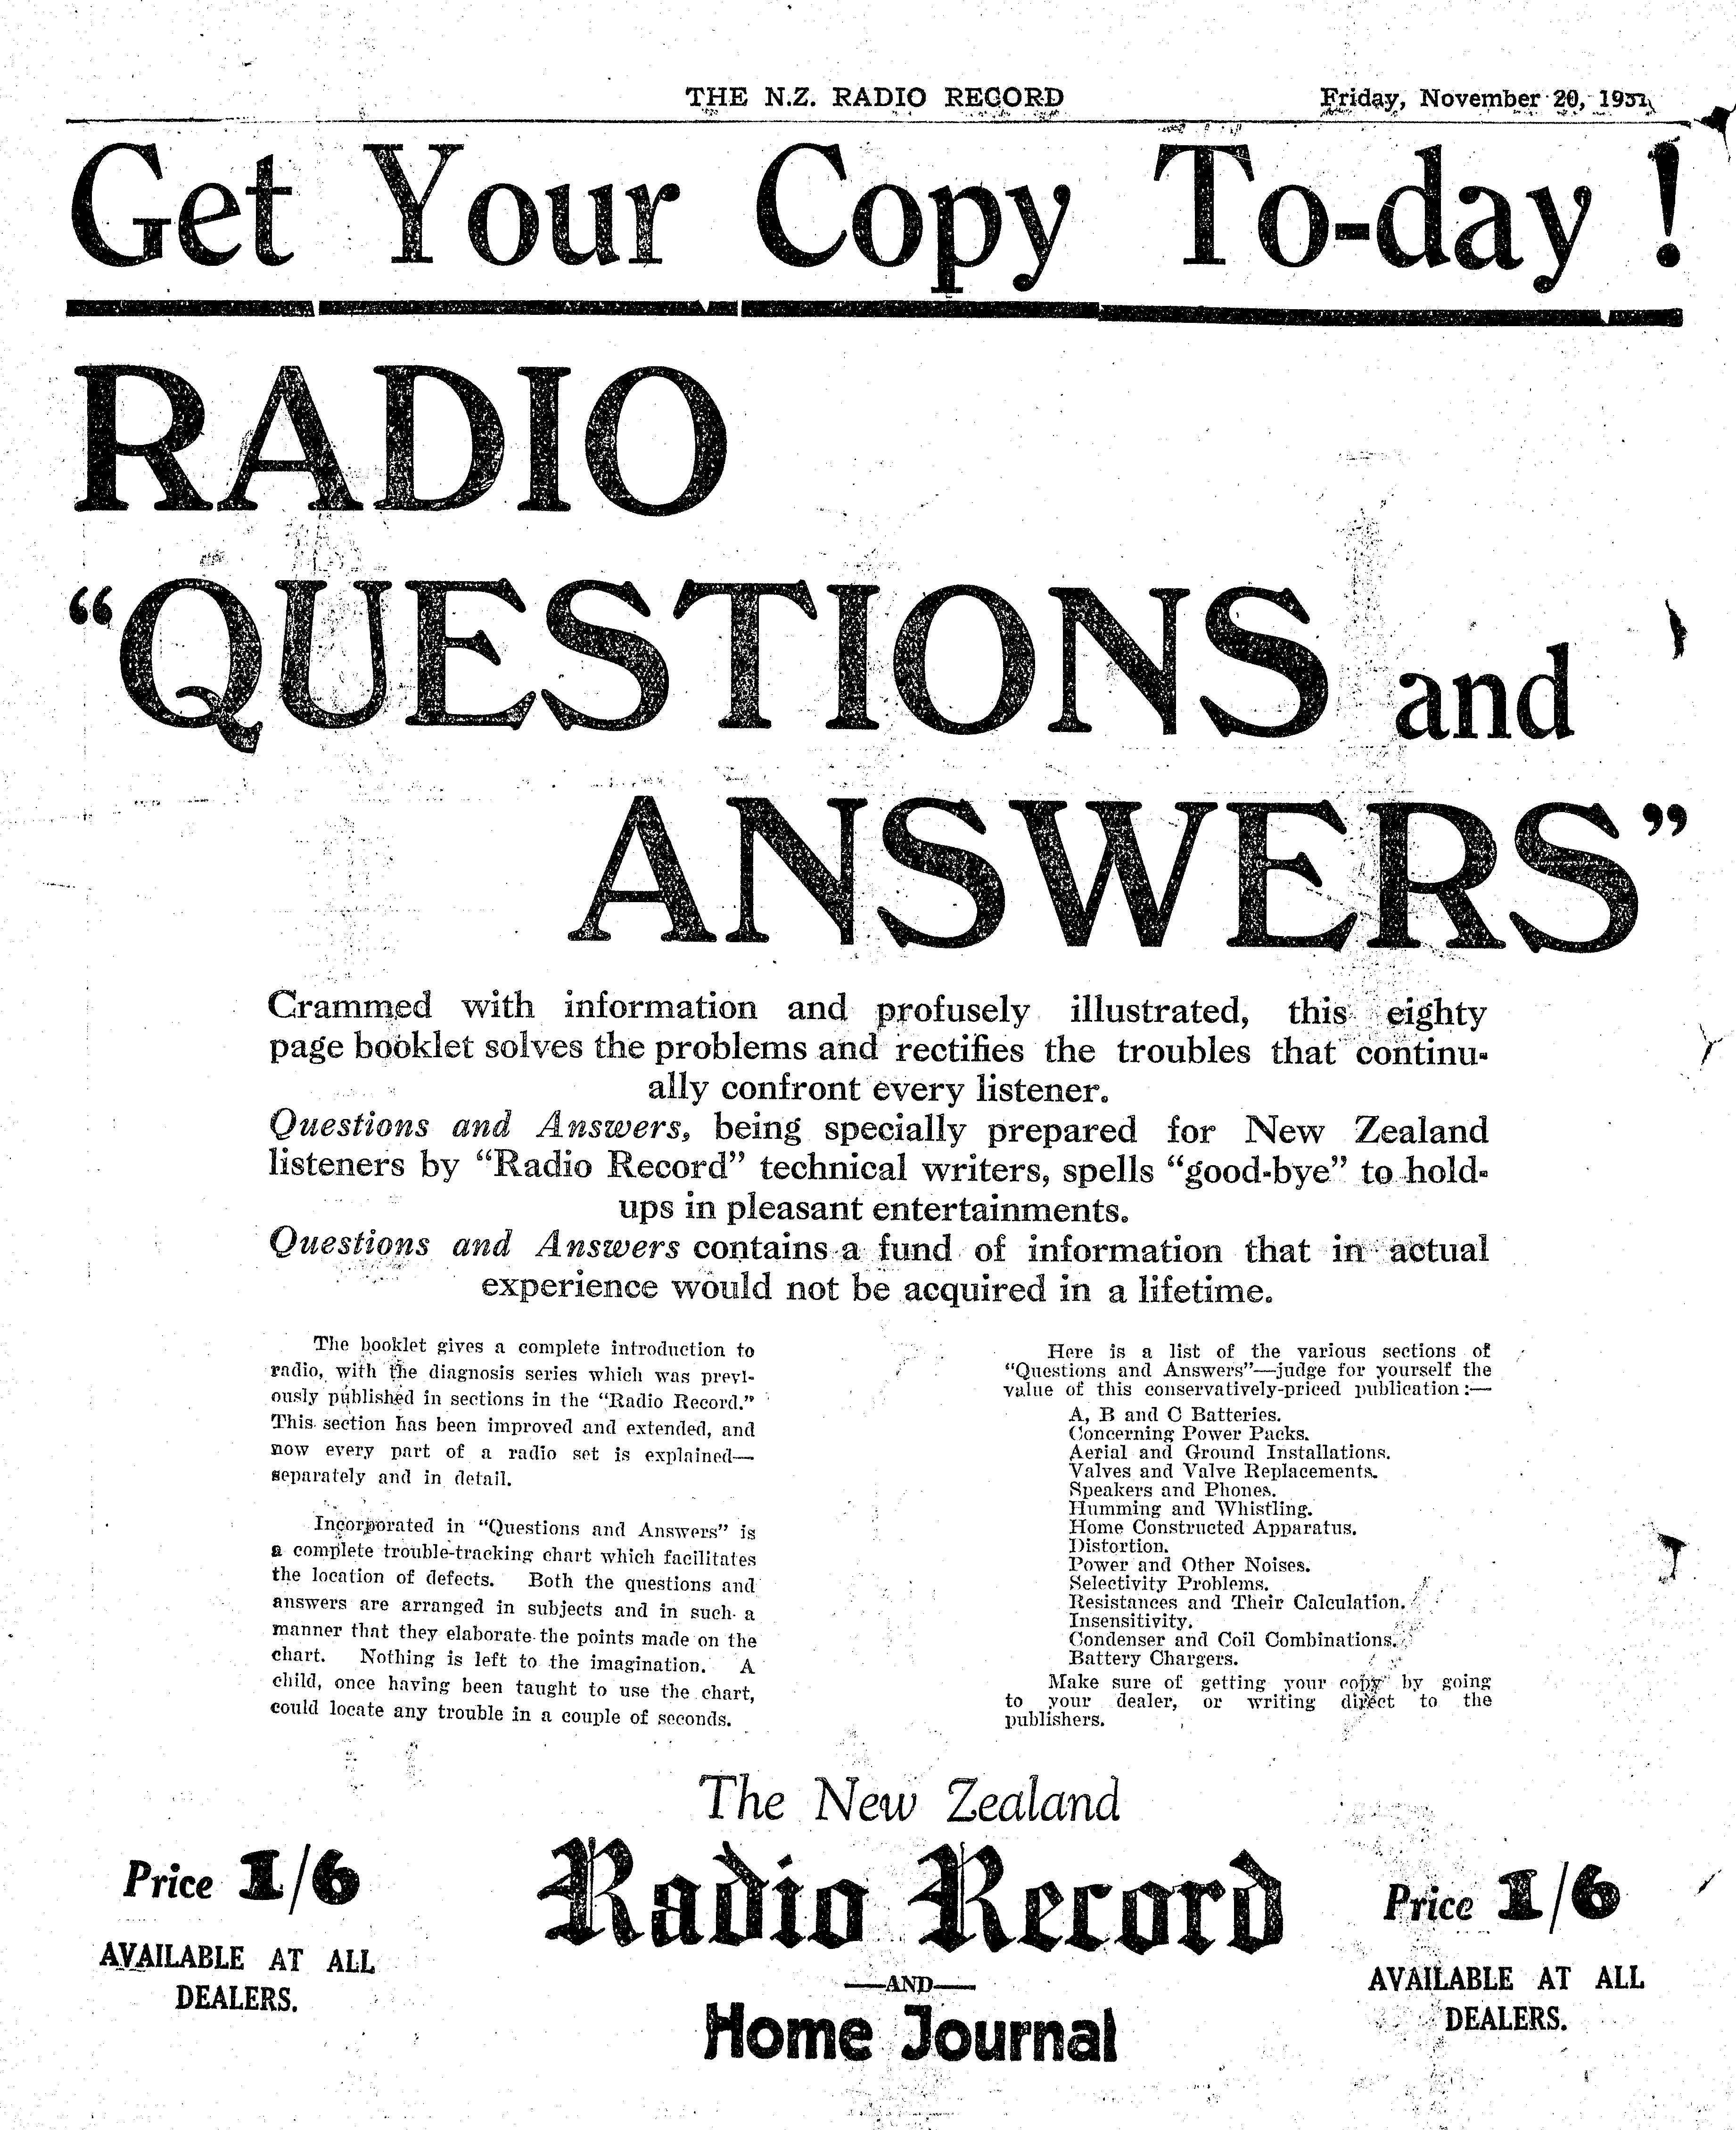 THE N.Z. RADIO RECORD
Friday, November 20, 1931
Get Your Copy To-day !
RADIO
“QUESTIONS and
ANSWERS”
Crammed with information and profusely illustrated, this eighty
page booklet solves the problems and rectifies the troubles that continu-
ally confront every listener.
Questions and Answers, being specially prepared for New Zealand
listeners by “Radio Record” technical writers, spells “good-bye” to hold-
ups in pleasant entertainments.
Questions and Answers contains a fund of information that in actual
experience would not be acquired in a lifetime.
The booklet gives a complete introduction to
radio, with the diagnosis series which was previ-
ously published in sections in the “Radio Record.”
This section has been improved and extended, and
now every part of a radio set is explained—
separately and in detail.
Incorporated in “Questions and Answers” is
a complete trouble-tracking chart which facilitates
the location of defects. Both the questions and
answers are arranged in subjects and in such a
manner that they elaborate the points made on the
chart. Nothing is left to the imagination. A
child, once having been taught to use the chart,
could locate any trouble in a couple of seconds.
Here is a list of the various sections of
“Questions and Answers”—judge for yourself the
value of this conservatively-priced publication:—
A, B and C Batteries.
Concerning Power Packs.
Aerial and Ground Installations.
Valves and Valve Replacements.
Speakers and Phones.
Humming and Whistling.
Home Constructed Apparatus.
Distortion.
Power and Other Noises.
Selectivity Problems.
Resistances and Their Calculation.
Insensitivity.
Condenser and Coil Combinations.
Battery Chargers.
Make sure of getting your copy by going
to your dealer, or writing direct to the
publishers.
The New Zealand
Radio Record
—AND—
Home Journal
Price 1/6
AVAILABLE AT ALL
DEALERS.
Price 1/6
AVAILABLE AT ALL
DEALERS.